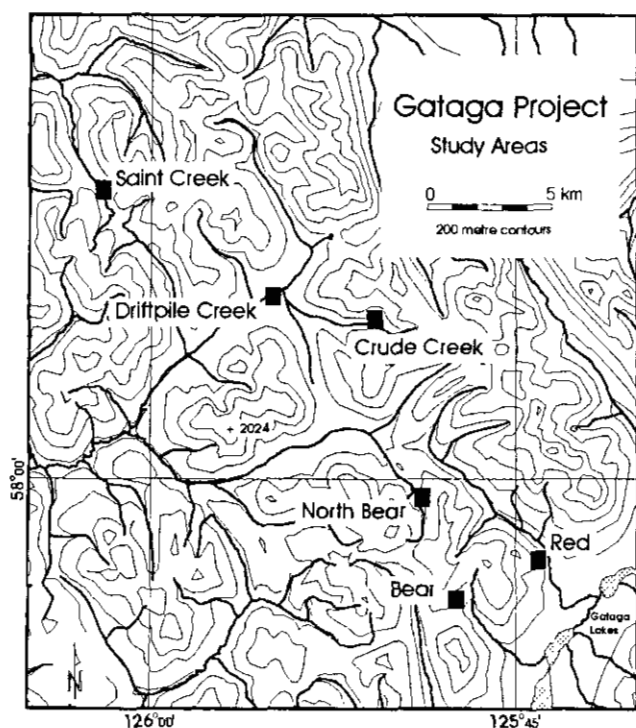 Gataga Project
Study Areas
0 5 km
200 metre contours
Saint Creek
Driftpile Creek
Crude Creek
+ 2024
58°00'
North Bear
Red
Bear
Gataga
Lakes
N
126°00'
125°45'